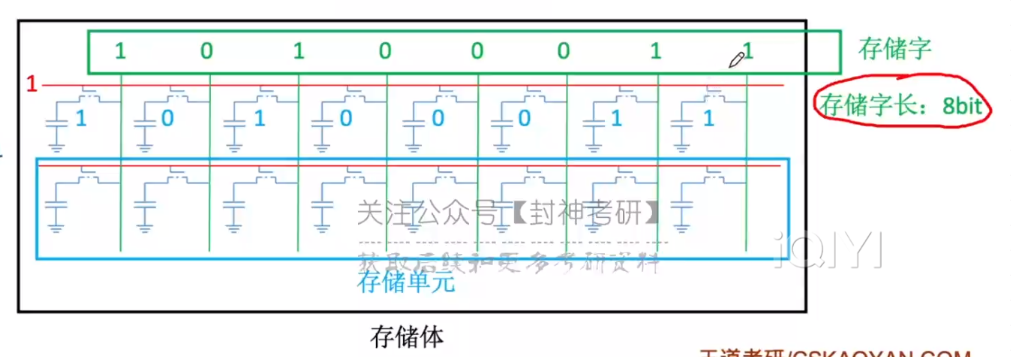 1 0 1 0 0 0 1 1 存储字
1
1 0 1 0 0 0 1 1 存储字长：8bit
关注公众号【封神考研】
获取后续和更多考研资料
iQIYI
存储单元
存储体
王道考研/CSKAOYAN.COM